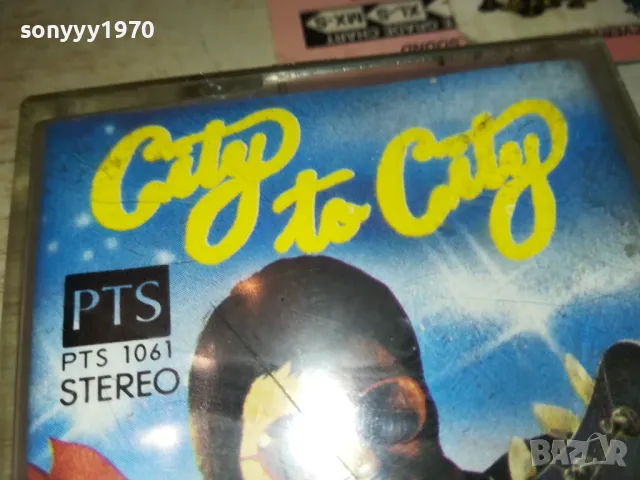 sonyyy1970
City to City
PTS
PTS 1061
STEREO
BAZAR